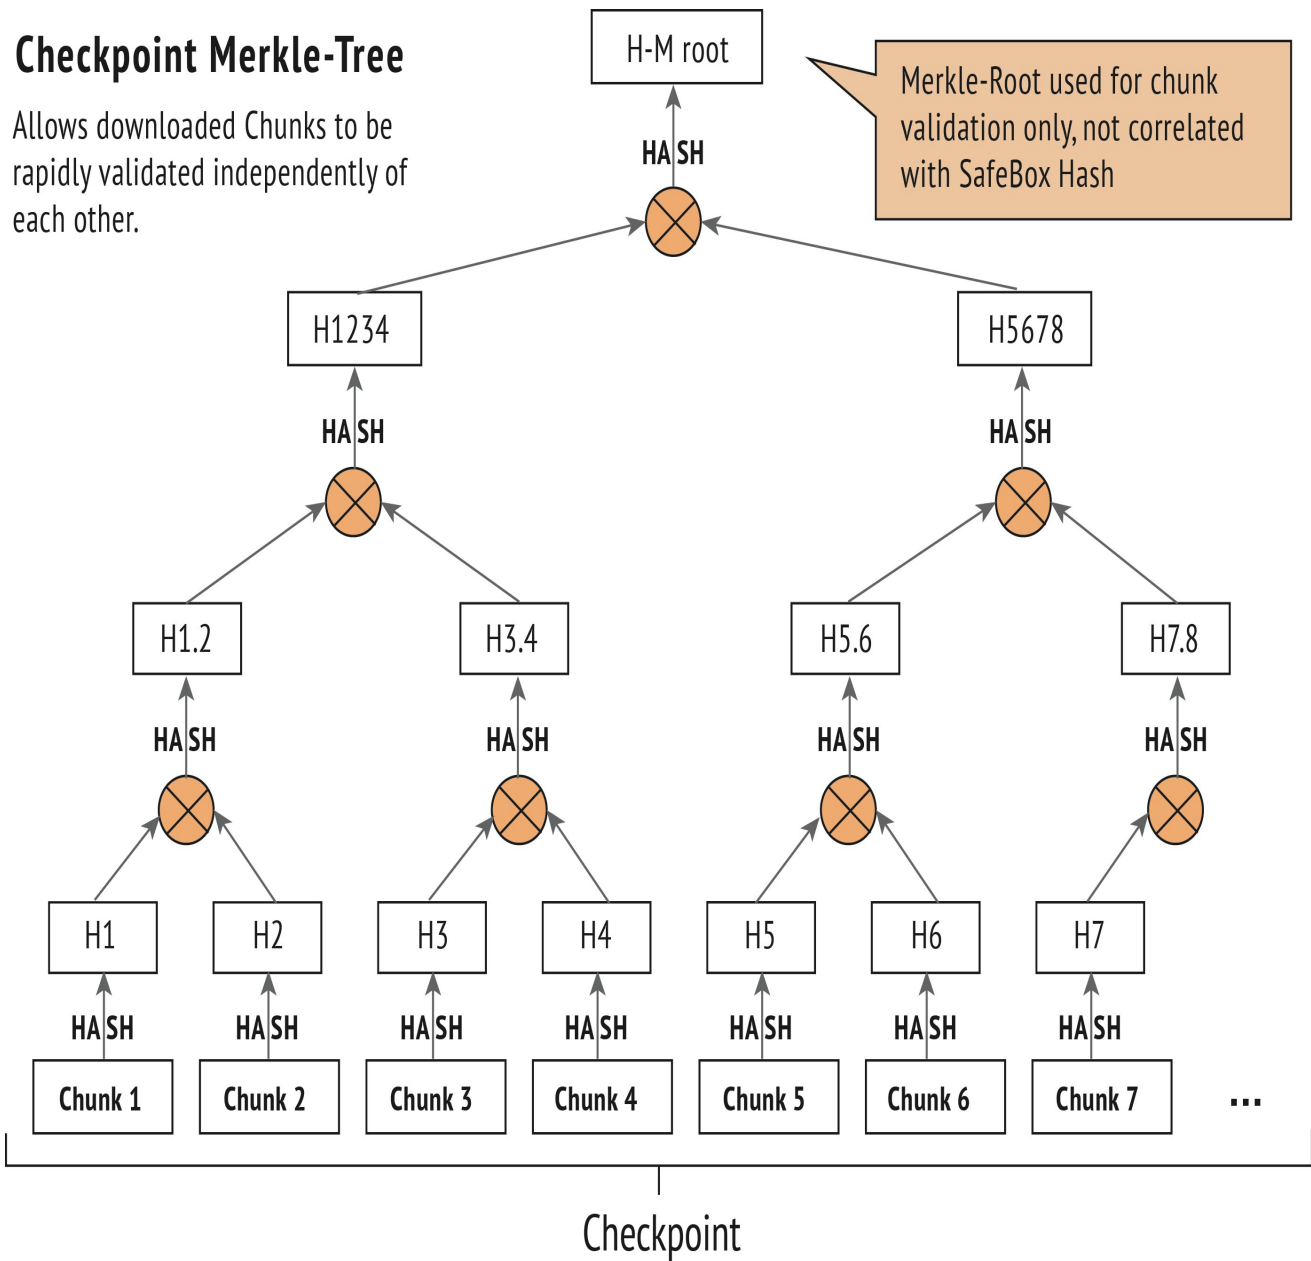 Checkpoint Merkle-Tree
Allows downloaded Chunks to be
rapidly validated independently of
each other.
H-M root
Merkle-Root used for chunk
validation only, not correlated
with SafeBox Hash
HASH
H1234
H5678
HASH
HASH
H1.2
H3.4
H5.6
H7.8
HASH
HASH
HASH
HASH
H1
H2
H3
H4
H5
H6
H7
HASH
HASH
HASH
HASH
HASH
HASH
HASH
Chunk 1
Chunk 2
Chunk 3
Chunk 4
Chunk 5
Chunk 6
Chunk 7
...
Checkpoint